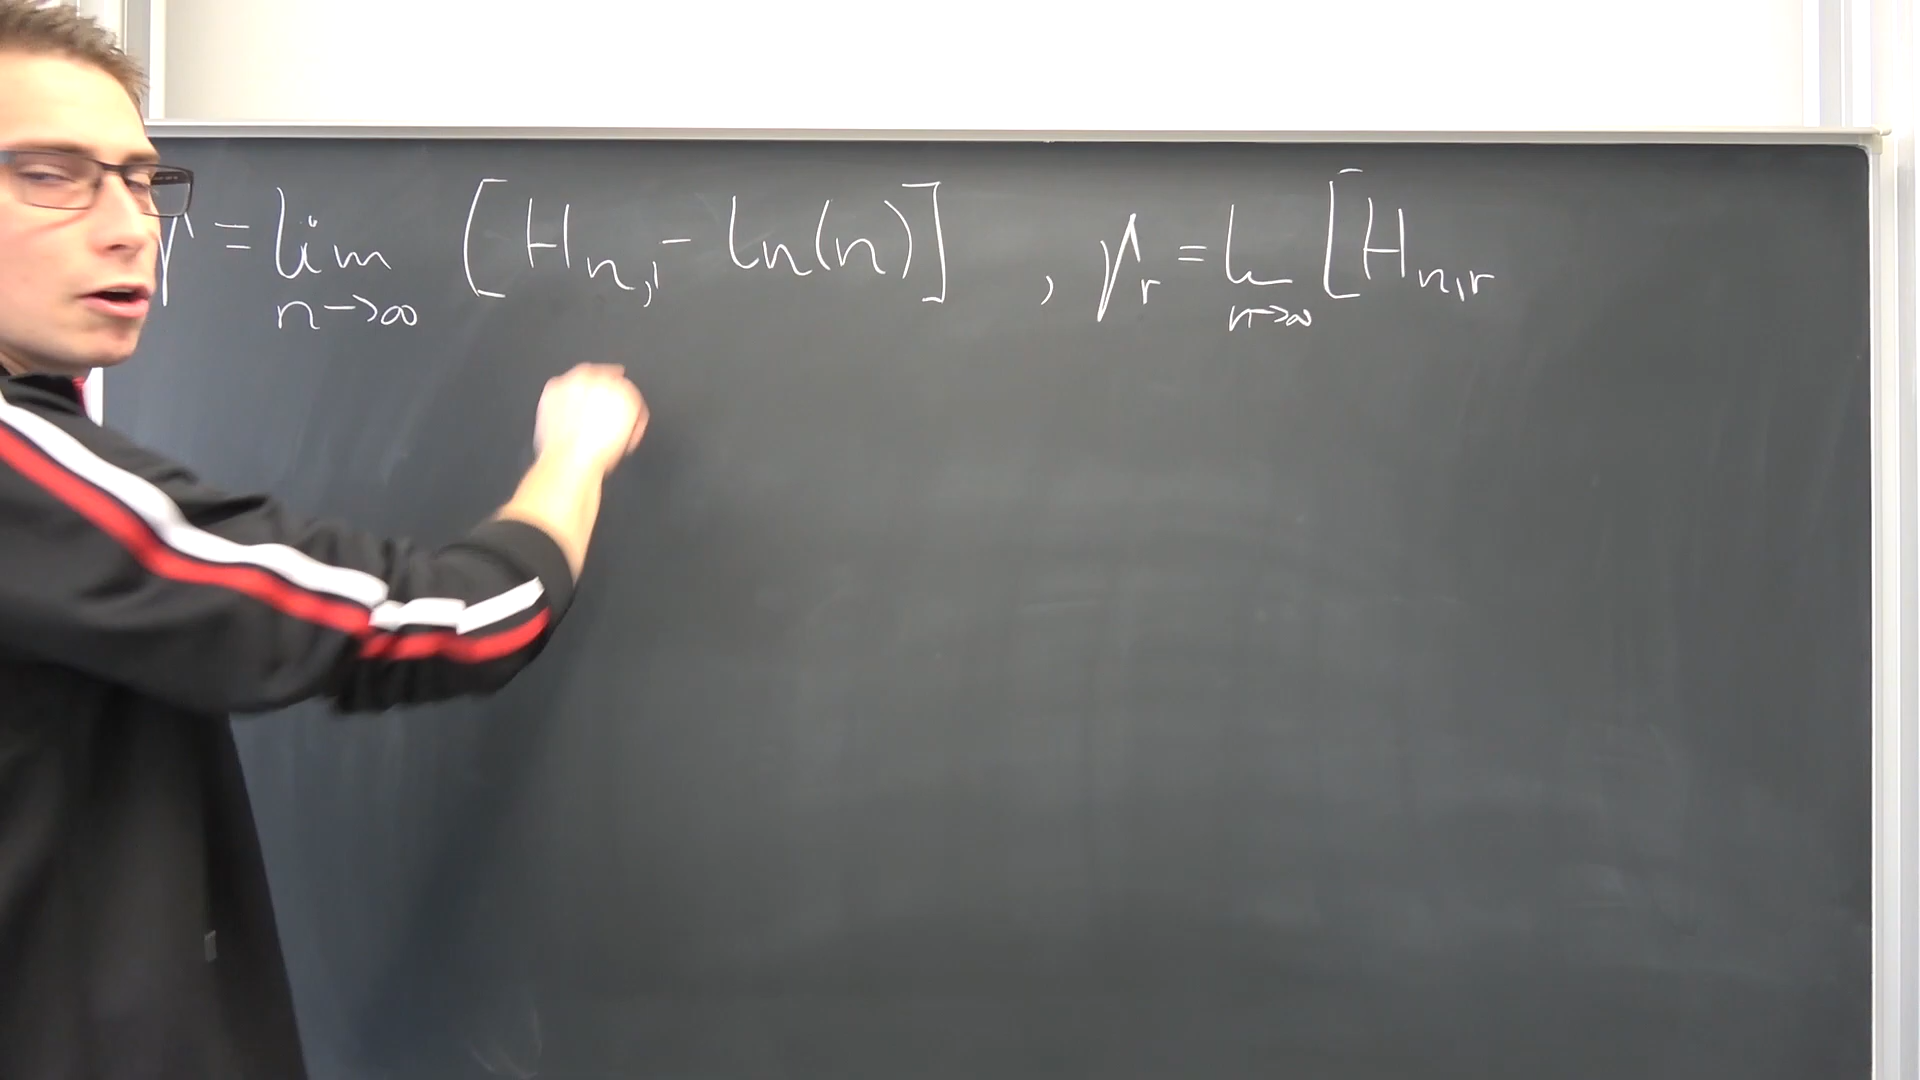 γ = lim n→∞ [H_{n,1} - ln(n)] , γ_r = lim n→∞ [H_{n,r}